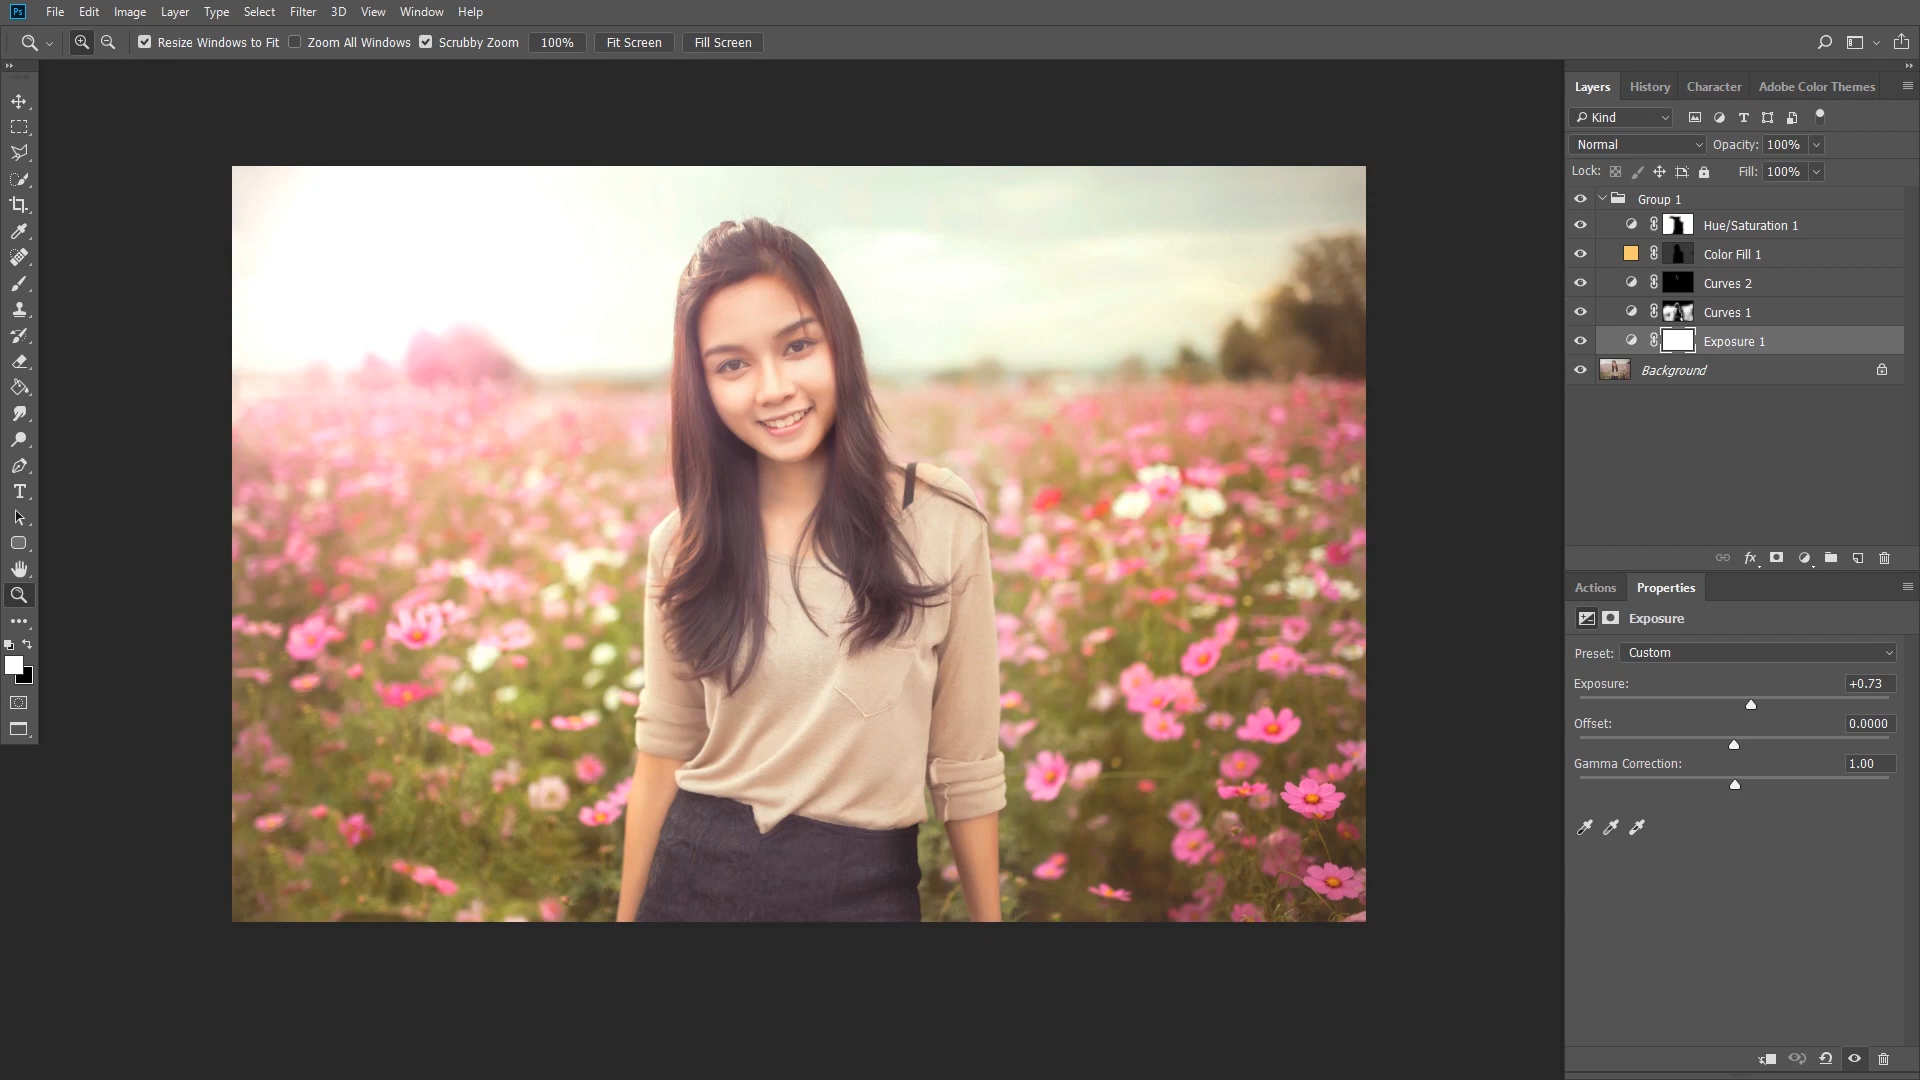 Ps File Edit Image Layer Type Select Filter 3D View Window Help
Resize Windows to Fit Zoom All Windows Scrubby Zoom 100% Fit Screen Fill Screen
Layers History Character Adobe Color Themes
Kind
Normal Opacity: 100%
Lock: Fill: 100%
Group 1
Hue/Saturation 1
Color Fill 1
Curves 2
Curves 1
Exposure 1
Background
fx
Actions Properties
Exposure
Preset: Custom
Exposure: +0.73
Offset: 0.0000
Gamma Correction: 1.00